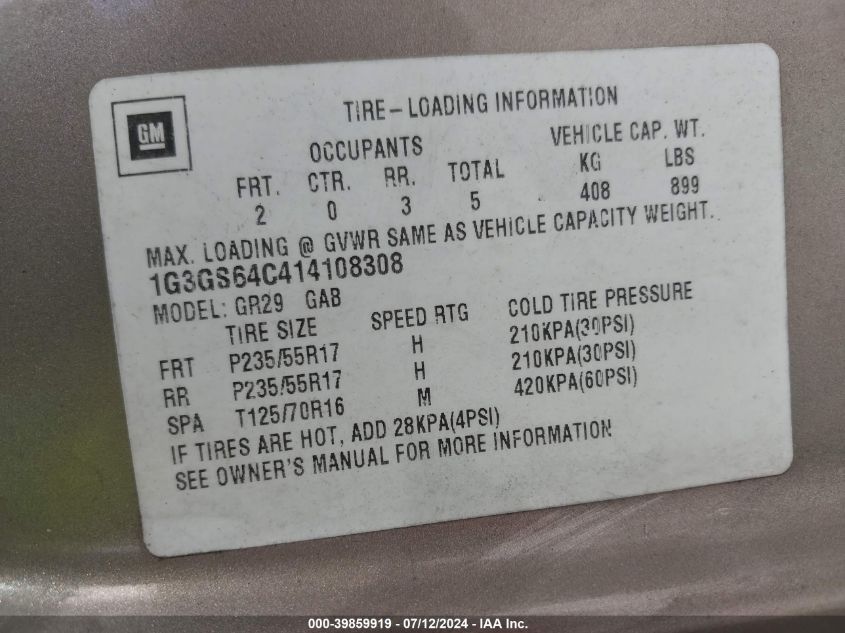 GM
TIRE-LOADING INFORMATION
OCCUPANTS VEHICLE CAP. WT.
FRT. CTR. RR. TOTAL KG LBS
2 0 3 5 408 899
MAX. LOADING @ GVWR SAME AS VEHICLE CAPACITY WEIGHT.
1G3GS64C414108308
MODEL: GR29 GAB
TIRE SIZE SPEED RTG COLD TIRE PRESSURE
FRT P235/55R17 H 210KPA(30PSI)
RR P235/55R17 H 210KPA(30PSI)
SPA T125/70R16 M 420KPA(60PSI)
IF TIRES ARE HOT, ADD 28KPA(4PSI)
SEE OWNER'S MANUAL FOR MORE INFORMATION
000-39859919 - 07/12/2024 - IAA Inc.